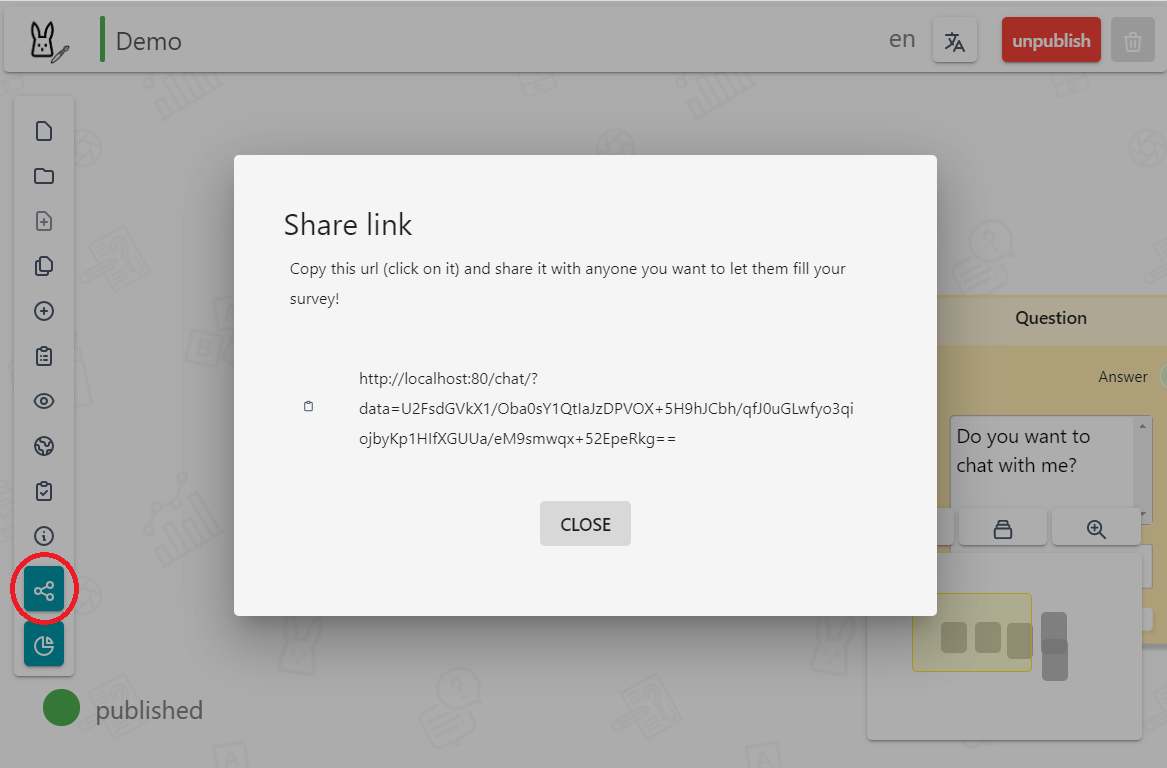 Demo
en
unpublish
Share link
Copy this url (click on it) and share it with anyone you want to let them fill your
survey!
http://localhost:80/chat/?
data=U2FsdGVkX1/Oba0sY1QtIaJzDPVOX+5H9hJCbh/qfJ0uGLwfyo3qi
ojbyKp1HIfXGUUa/eM9smwqx+52EpeRkg==
CLOSE
Question
Answer
Do you want to
chat with me?
published